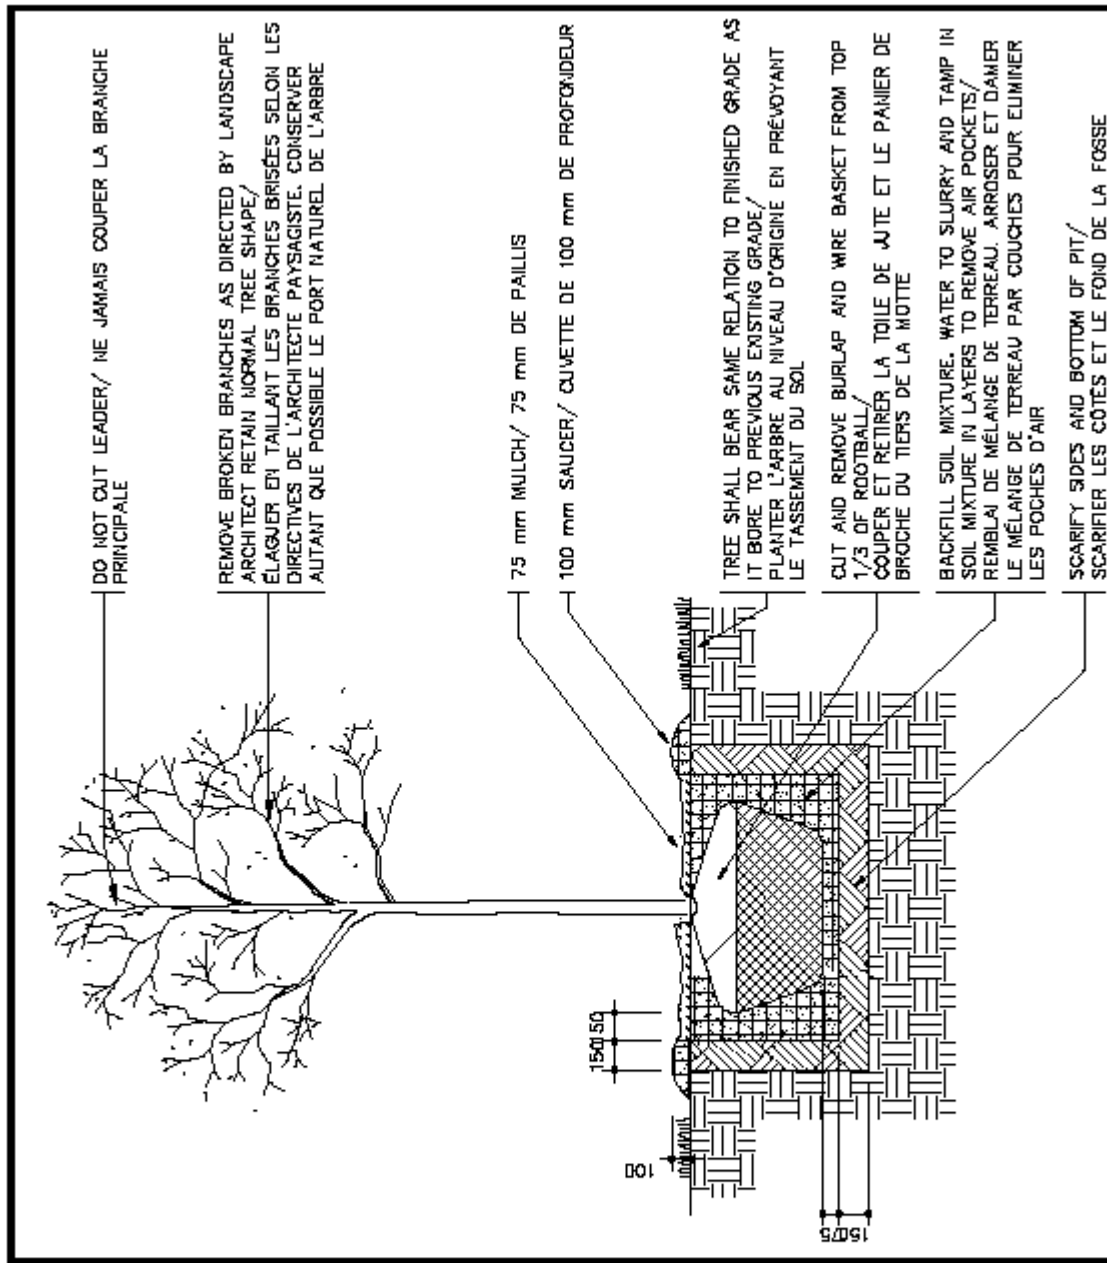 DO NOT CUT LEADER/ NE JAMAIS COUPER LA BRANCHE
PRINCIPALE
REMOVE BROKEN BRANCHES AS DIRECTED BY LANDSCAPE
ARCHITECT RETAIN NORMAL TREE SHAPE/
ÉLAGUER EN TAILLANT LES BRANCHES BRISÉES SELON LES
DIRECTIVES DE L'ARCHITECTE PAYSAGISTE. CONSERVER
AUTANT QUE POSSIBLE LE PORT NATUREL DE L'ARBRE
75 mm MULCH/ 75 mm DE PAILLIS
100 mm SAUCER/ CUVETTE DE 100 mm DE PROFONDEUR
TREE SHALL BEAR SAME RELATION TO FINISHED GRADE AS
IT BORE TO PREVIOUS EXISTING GRADE/
PLANTER L'ARBRE AU NIVEAU D'ORIGINE EN PRÉVOYANT
LE TASSEMENT DU SOL
CUT AND REMOVE BURLAP AND WIRE BASKET FROM TOP
1/3 OF ROOTBALL/
COUPER ET RETIRER LA TOILE DE JUTE ET LE PANIER DE
BROCHE DU TIERS DE LA MOTTE
BACKFILL SOIL MIXTURE. WATER TO SLURRY AND TAMP IN
SOIL MIXTURE IN LAYERS TO REMOVE AIR POCKETS/
REMBLAI DE MÉLANGE DE TERREAU. ARROSER ET DAMER
LE MÉLANGE DE TERREAU PAR COUCHES POUR ELIMINER
LES POCHES D'AIR
SCARIFY SIDES AND BOTTOM OF PIT/
SCARIFIER LES CÔTÉS ET LE FOND DE LA FOSSE
150
150
100